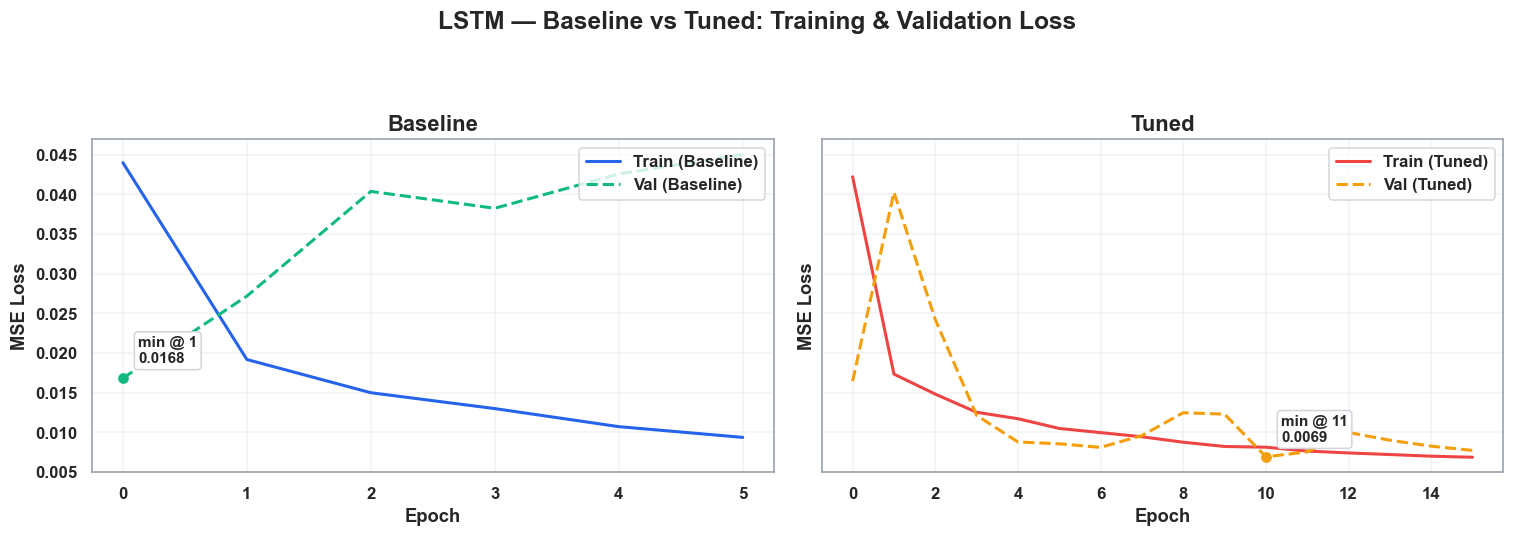 LSTM — Baseline vs Tuned: Training & Validation Loss
Baseline
MSE Loss
0.045
0.040
0.035
0.030
0.025
0.020
0.015
0.010
0.005
Train (Baseline)
Val (Baseline)
min @ 1
0.0168
0 1 2 3 4 5
Epoch
Tuned
MSE Loss
Train (Tuned)
Val (Tuned)
min @ 11
0.0069
0 2 4 6 8 10 12 14
Epoch